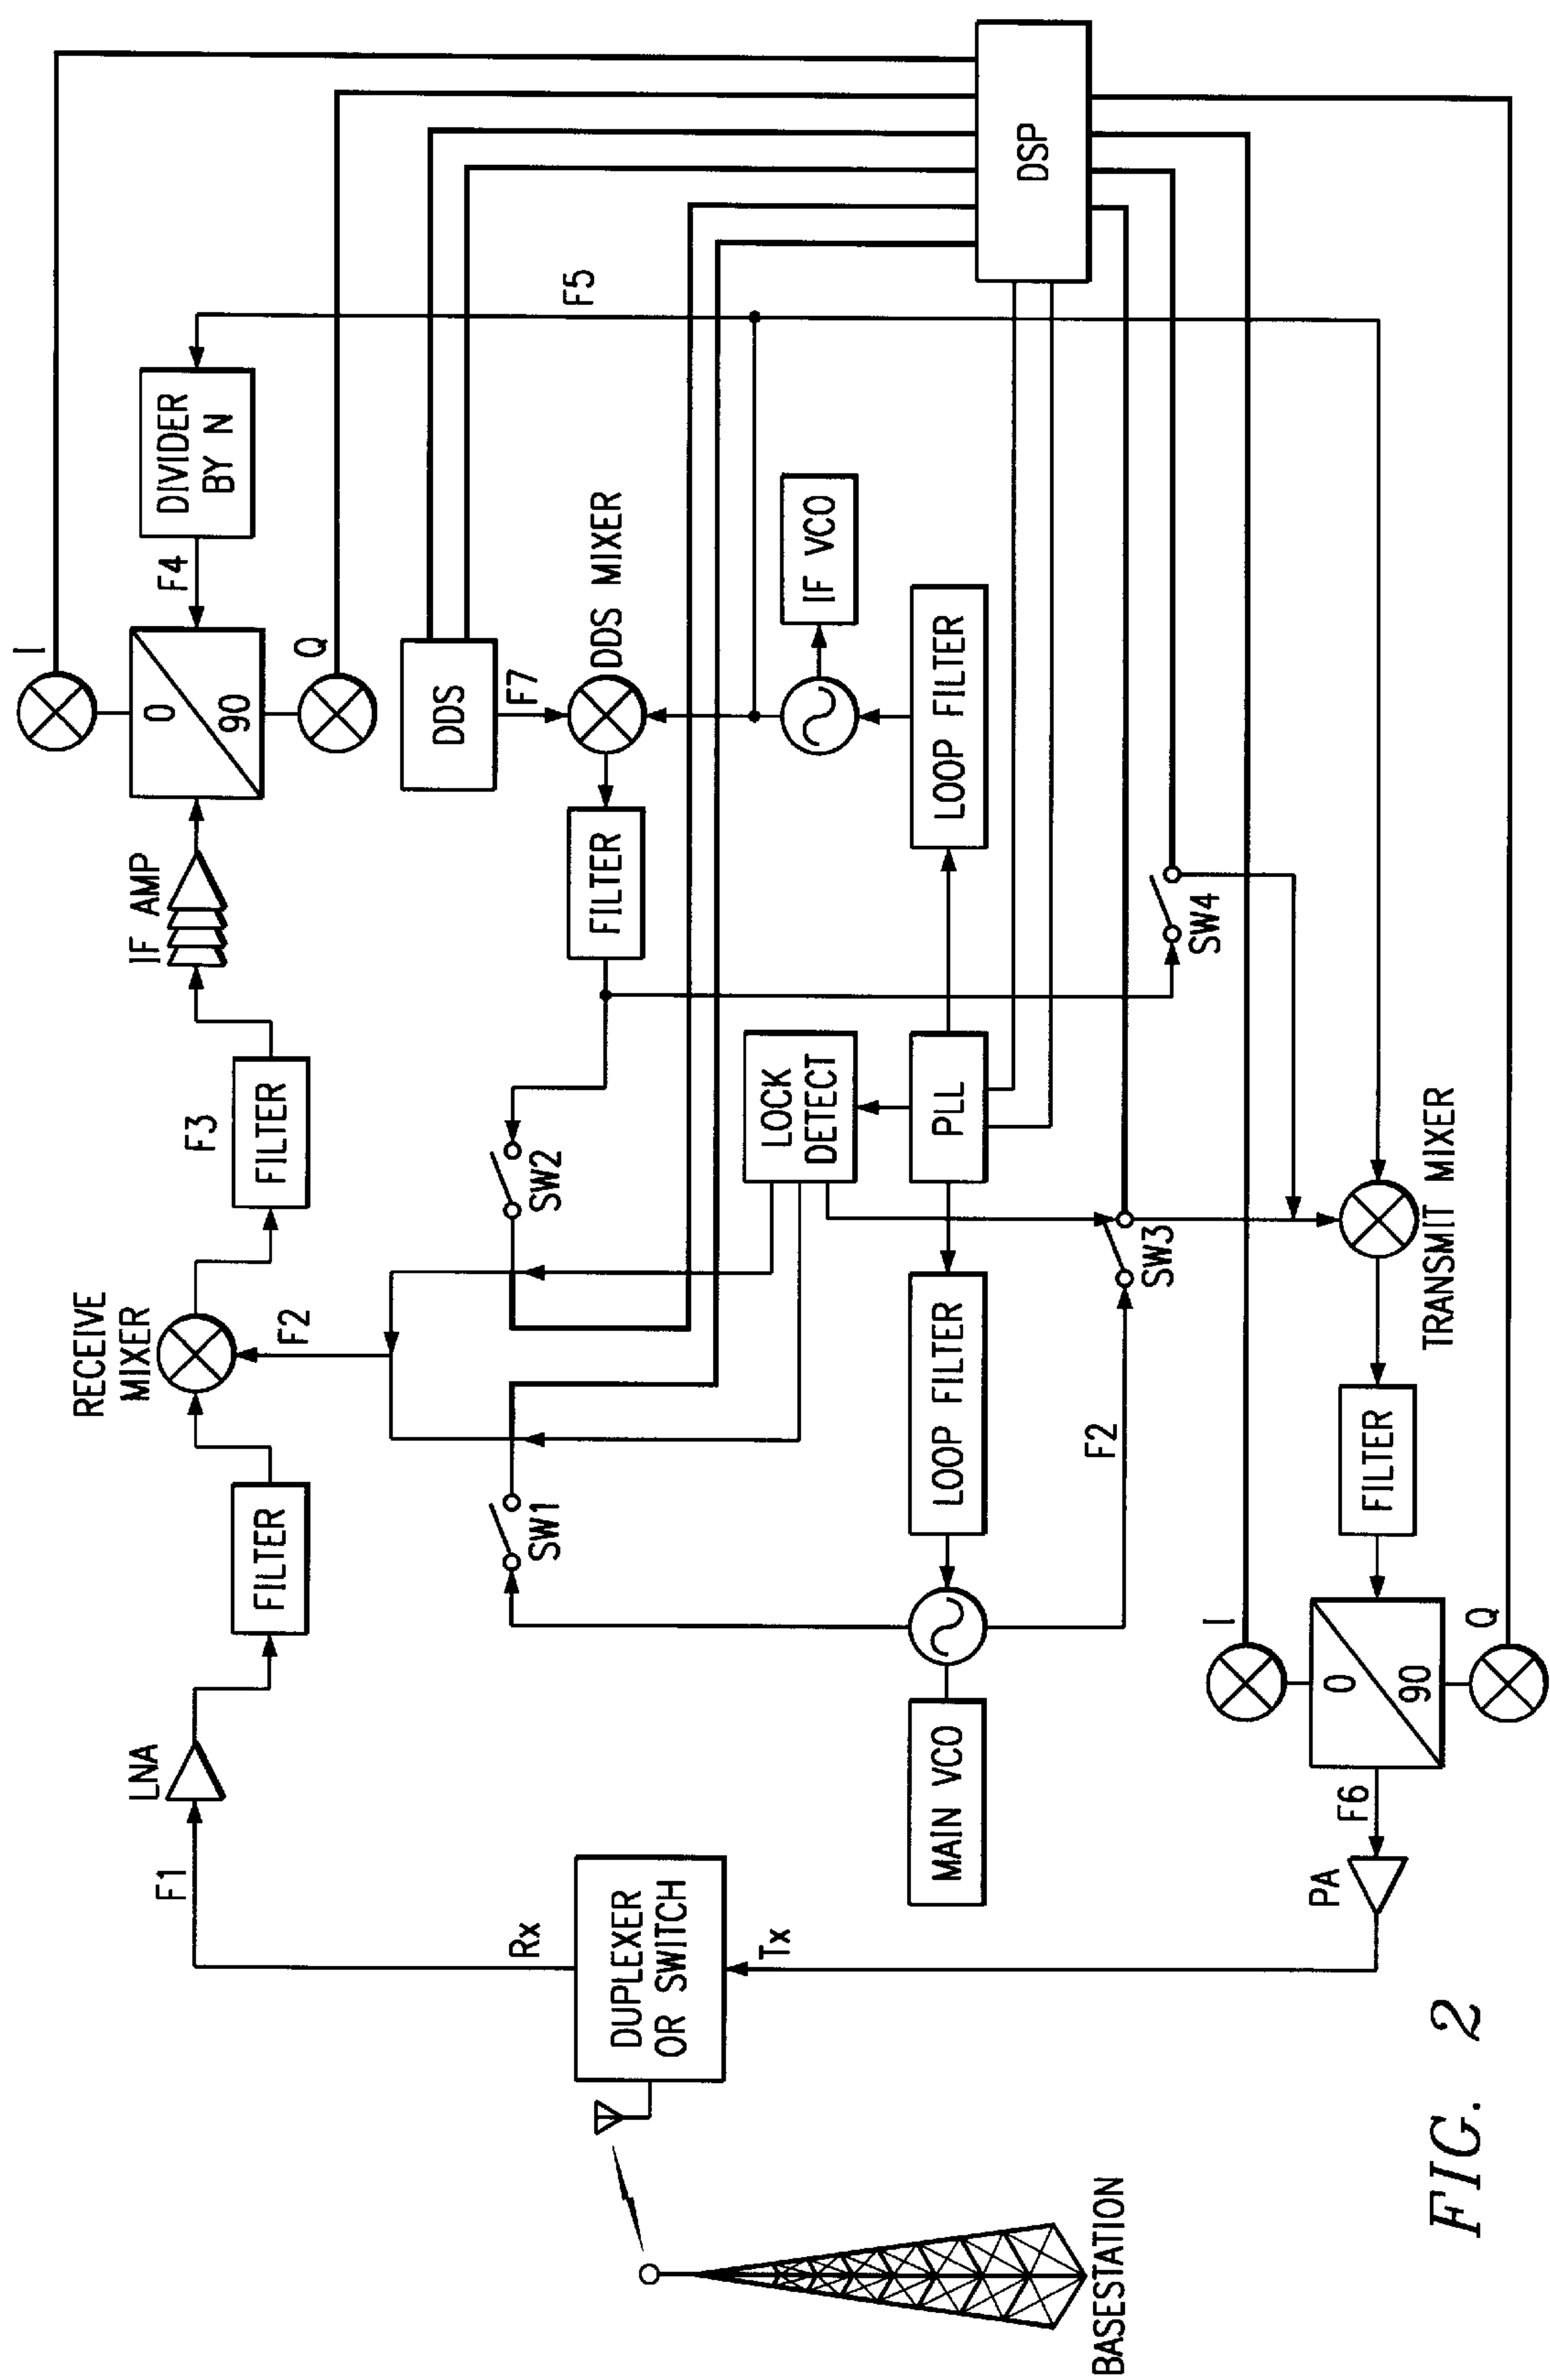 BASESTATION
DUPLEXER
OR SWITCH
Rx
Tx
F1
LNA
FILTER
RECEIVE
MIXER
F2
F3
FILTER
IF AMP
0
90
I
Q
F4
DIVIDER
BY N
F5
DDS
F7
DDS MIXER
FILTER
SW1
SW2
LOCK
DETECT
IF VCO
MAIN VCO
LOOP FILTER
PLL
LOOP FILTER
DSP
F2
SW3
SW4
PA
F6
0
90
I
Q
FILTER
TRANSMIT MIXER
FIG. 2